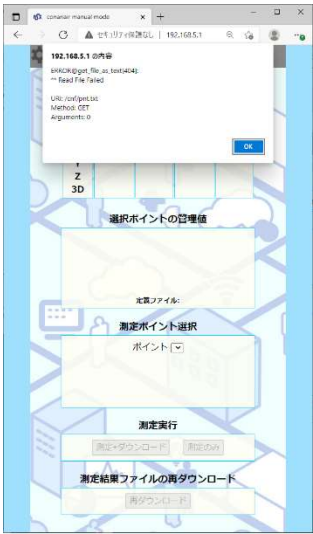 conanair manual mode
セキュリティ保護なし | 192.168.5.1
192.168.5.1 の内容
ERROR@get_file_as_text(404):
^^ Read File Failed
URI: /cnf/pnt.txt
Method: GET
Arguments: 0
OK
Y
Z
3D
選択ポイントの管理値
定置ファイル:
測定ポイント選択
ポイント
測定実行
測定+ダウンロード
測定のみ
測定結果ファイルの再ダウンロード
再ダウンロード